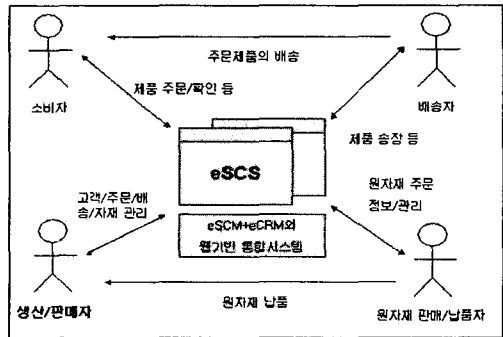 주문제품의 배송
소비자
배송자
제품 주문/확인 등
제품 송장 등
eSCS
고객/주문/배
송/자재 관리
원자재 주문
정보/관리
eSCM+eCRM의
웹기반 통합시스템
생산/판매자
원자재 납품
원자재 판매/납품자